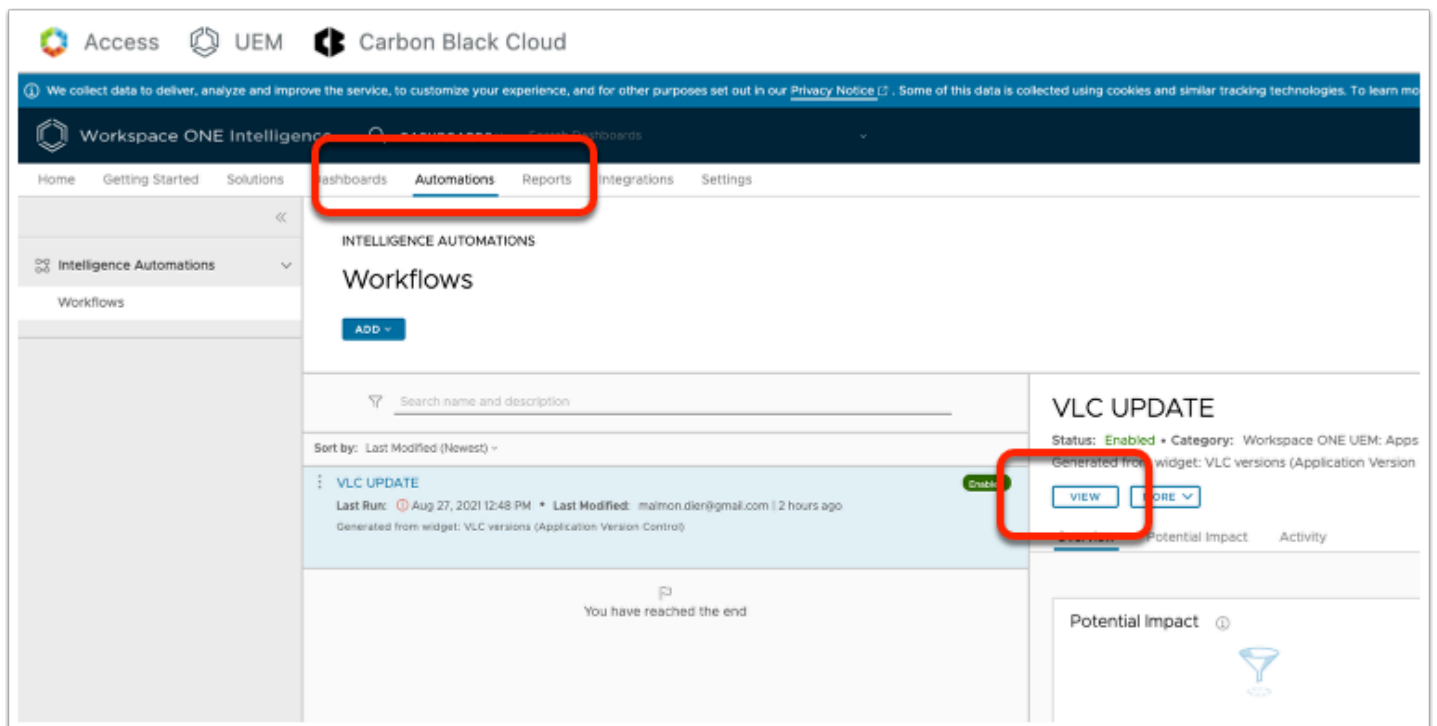 Access UEM Carbon Black Cloud
We collect data to deliver, analyze and improve the service, to customize your experience, and for other purposes set out in our Privacy Notice . Some of this data is collected using cookies and similar tracking technologies. To learn mo
Workspace ONE Intelligence DASHBOARDS Search Dashboards
Home Getting Started Solutions Dashboards Automations Reports Integrations Settings
INTELLIGENCE AUTOMATIONS
Intelligence Automations
Workflows
Workflows
ADD
Search name and description
Sort by: Last Modified (Newest)
VLC UPDATE
Enabled
Last Run: Aug 27, 2021 12:48 PM • Last Modified: malmon.dier@gmail.com | 2 hours ago
Generated from widget: VLC versions (Application Version Control)
You have reached the end
VLC UPDATE
Status: Enabled • Category: Workspace ONE UEM: Apps
Generated from widget: VLC versions (Application Version
VIEW MORE
Overview Potential Impact Activity
Potential Impact